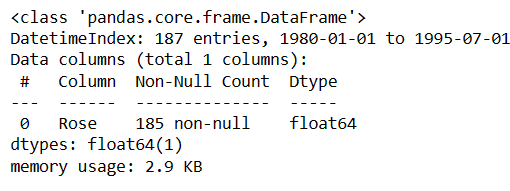 <class 'pandas.core.frame.DataFrame'>
DatetimeIndex: 187 entries, 1980-01-01 to 1995-07-01
Data columns (total 1 columns):
 #   Column  Non-Null Count  Dtype
---  ------  --------------  -----
 0   Rose    185 non-null    float64
dtypes: float64(1)
memory usage: 2.9 KB